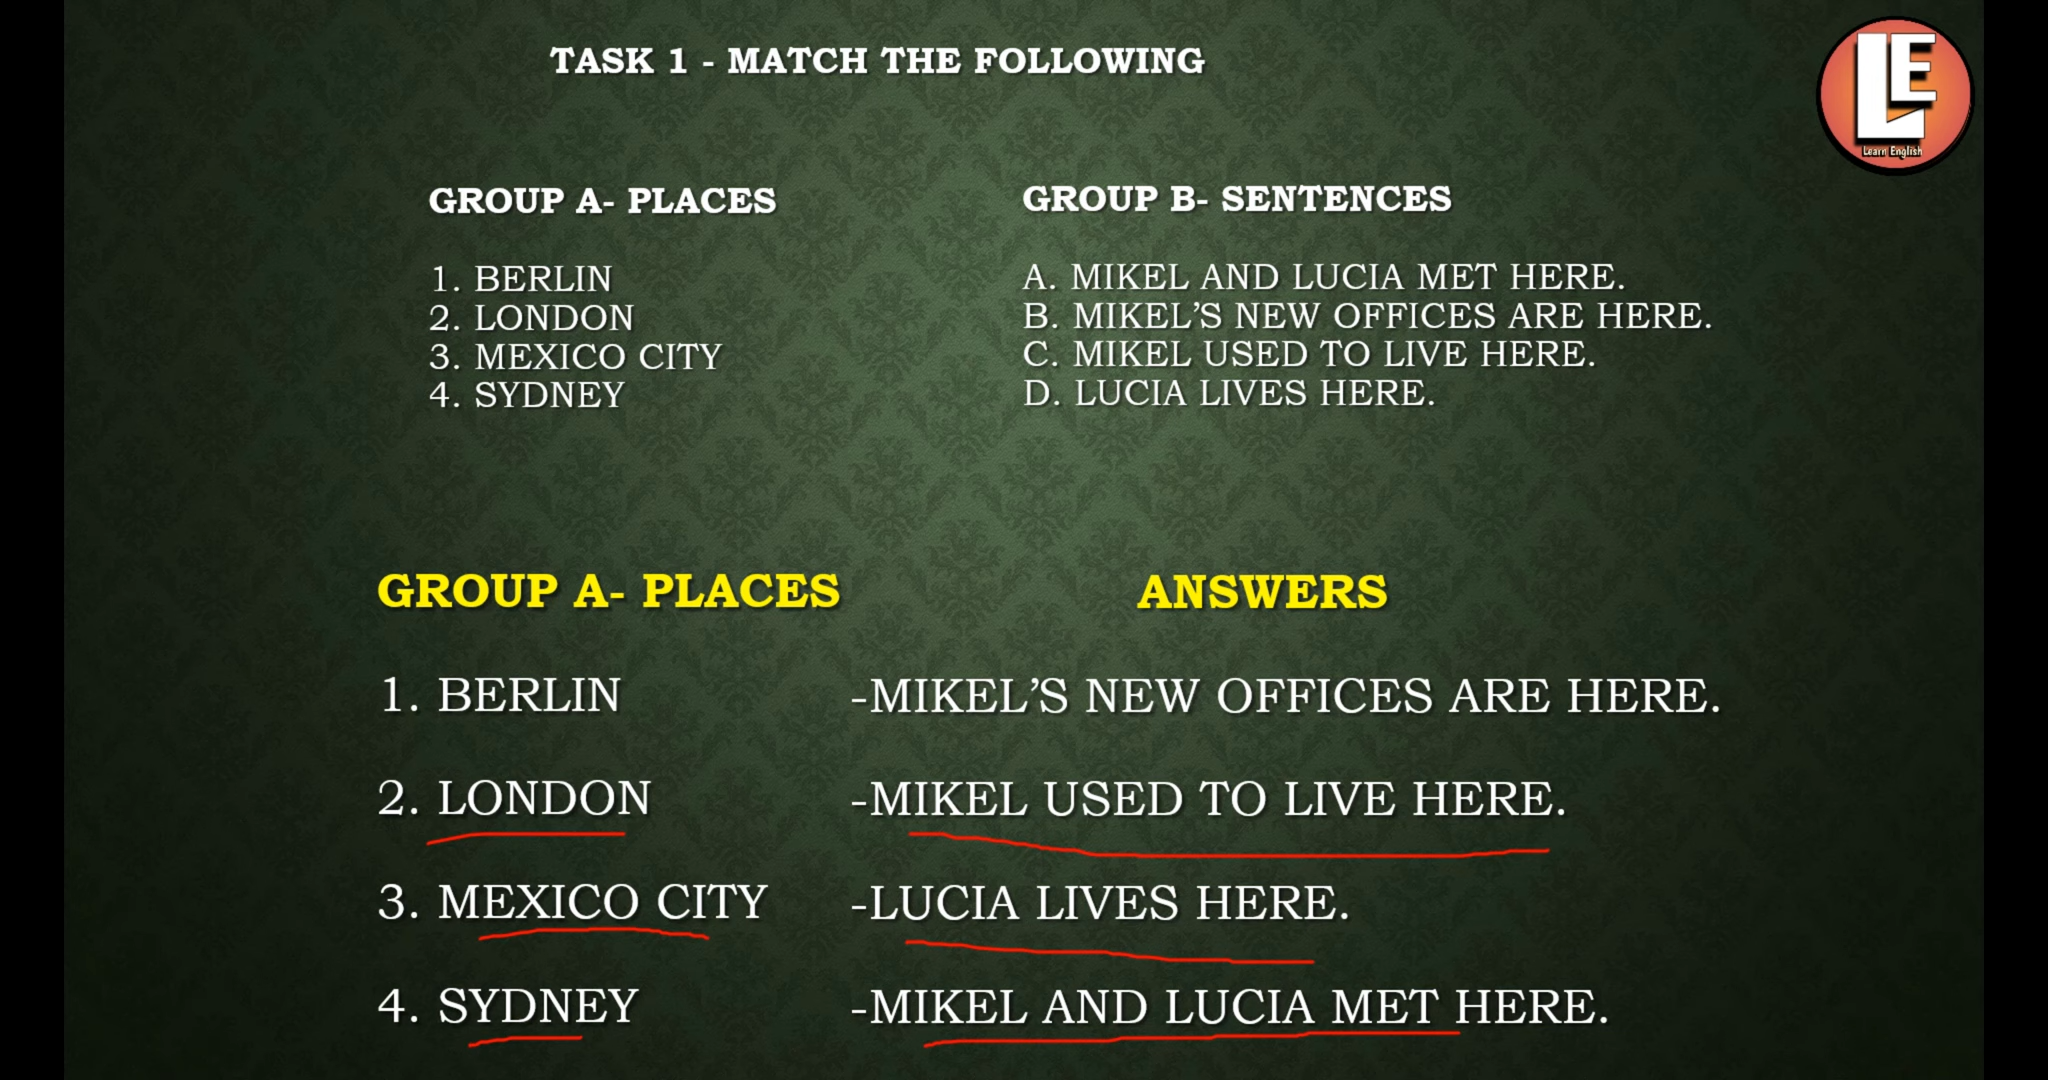 TASK 1 - MATCH THE FOLLOWING
LE
Learn English
GROUP A- PLACES
1. BERLIN
2. LONDON
3. MEXICO CITY
4. SYDNEY
GROUP B- SENTENCES
A. MIKEL AND LUCIA MET HERE.
B. MIKEL’S NEW OFFICES ARE HERE.
C. MIKEL USED TO LIVE HERE.
D. LUCIA LIVES HERE.
GROUP A- PLACES ANSWERS
1. BERLIN -MIKEL’S NEW OFFICES ARE HERE.
2. LONDON -MIKEL USED TO LIVE HERE.
3. MEXICO CITY -LUCIA LIVES HERE.
4. SYDNEY -MIKEL AND LUCIA MET HERE.